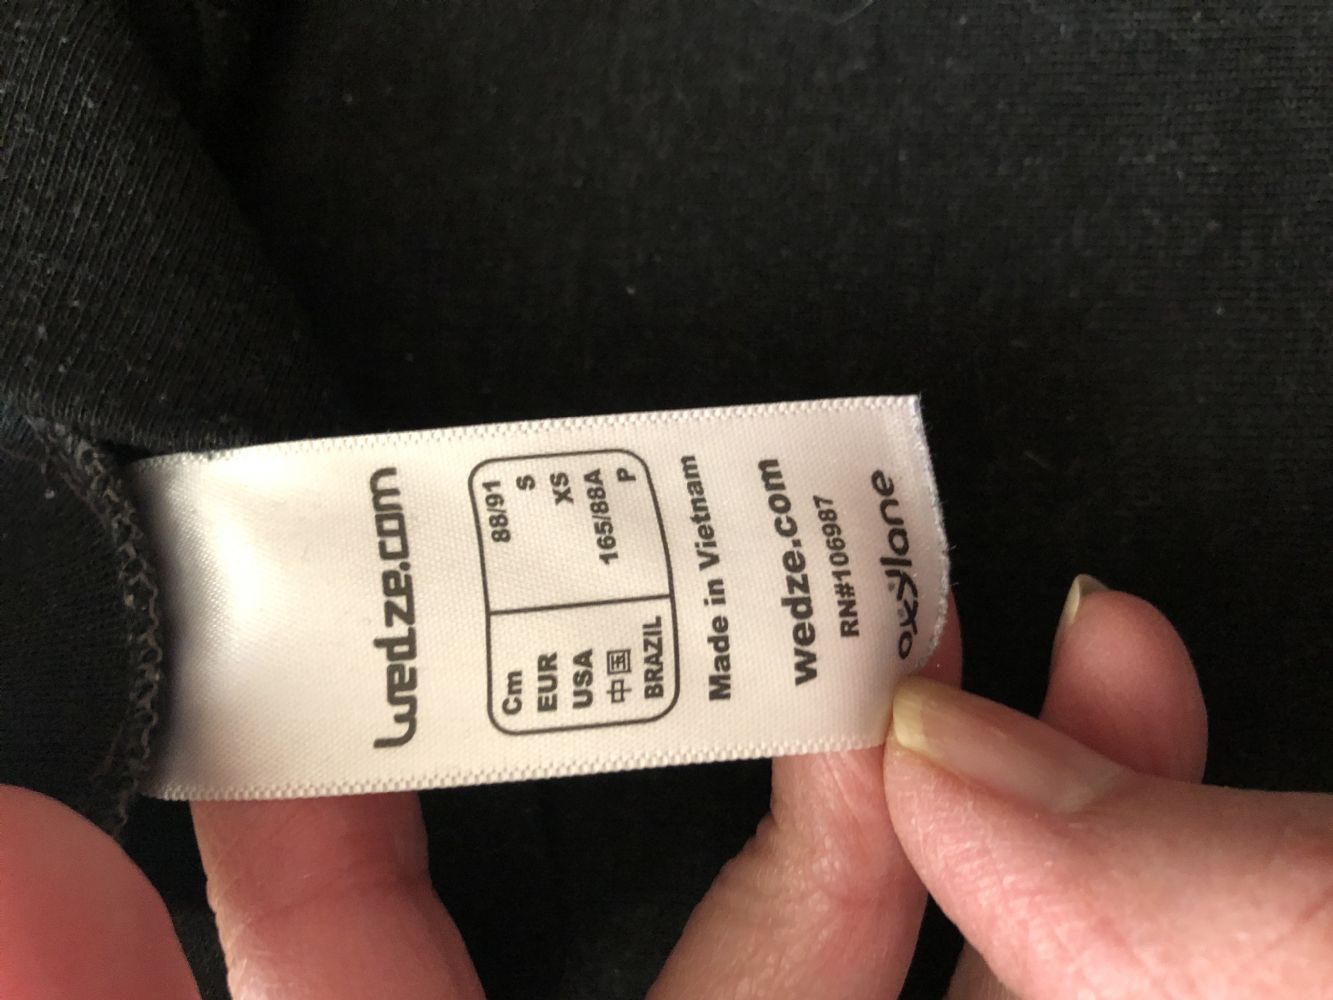 wedze.com
Cm 88/91
EUR S
USA XS
中国 165/88A
BRAZIL P
Made in Vietnam
wedze.com
RN#106987
oxylane